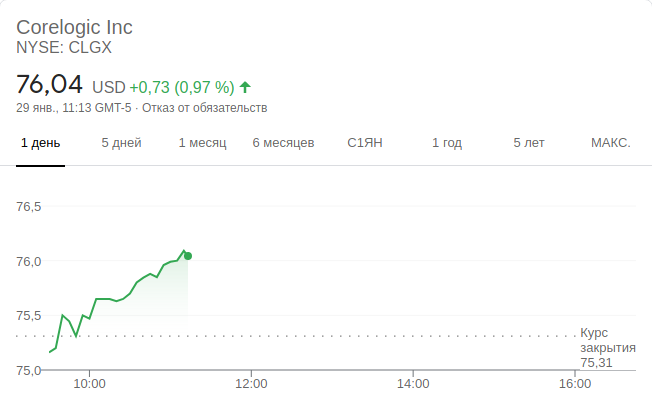 Corelogic Inc
NYSE: CLGX
76,04 USD +0,73 (0,97 %)
29 янв., 11:13 GMT-5 · Отказ от обязательств
1 день 5 дней 1 месяц 6 месяцев С1ЯН 1 год 5 лет МАКС.
76,5
76,0
75,5
Курс
закрытия
75,31
75,0
10:00 12:00 14:00 16:00